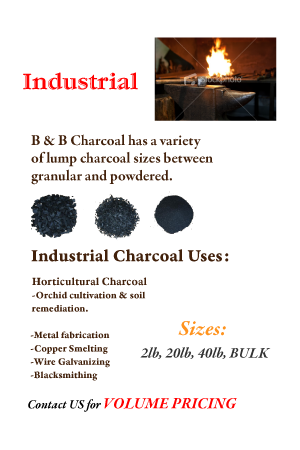 Industrial
iStockphoto
B & B Charcoal has a variety
of lump charcoal sizes between
granular and powdered.
Industrial Charcoal Uses:
Horticultural Charcoal
-Orchid cultivation & soil
remediation.
-Metal fabrication
-Copper Smelting
-Wire Galvanizing
-Blacksmithing
Sizes:
2lb, 20lb, 40lb, BULK
Contact US for VOLUME PRICING